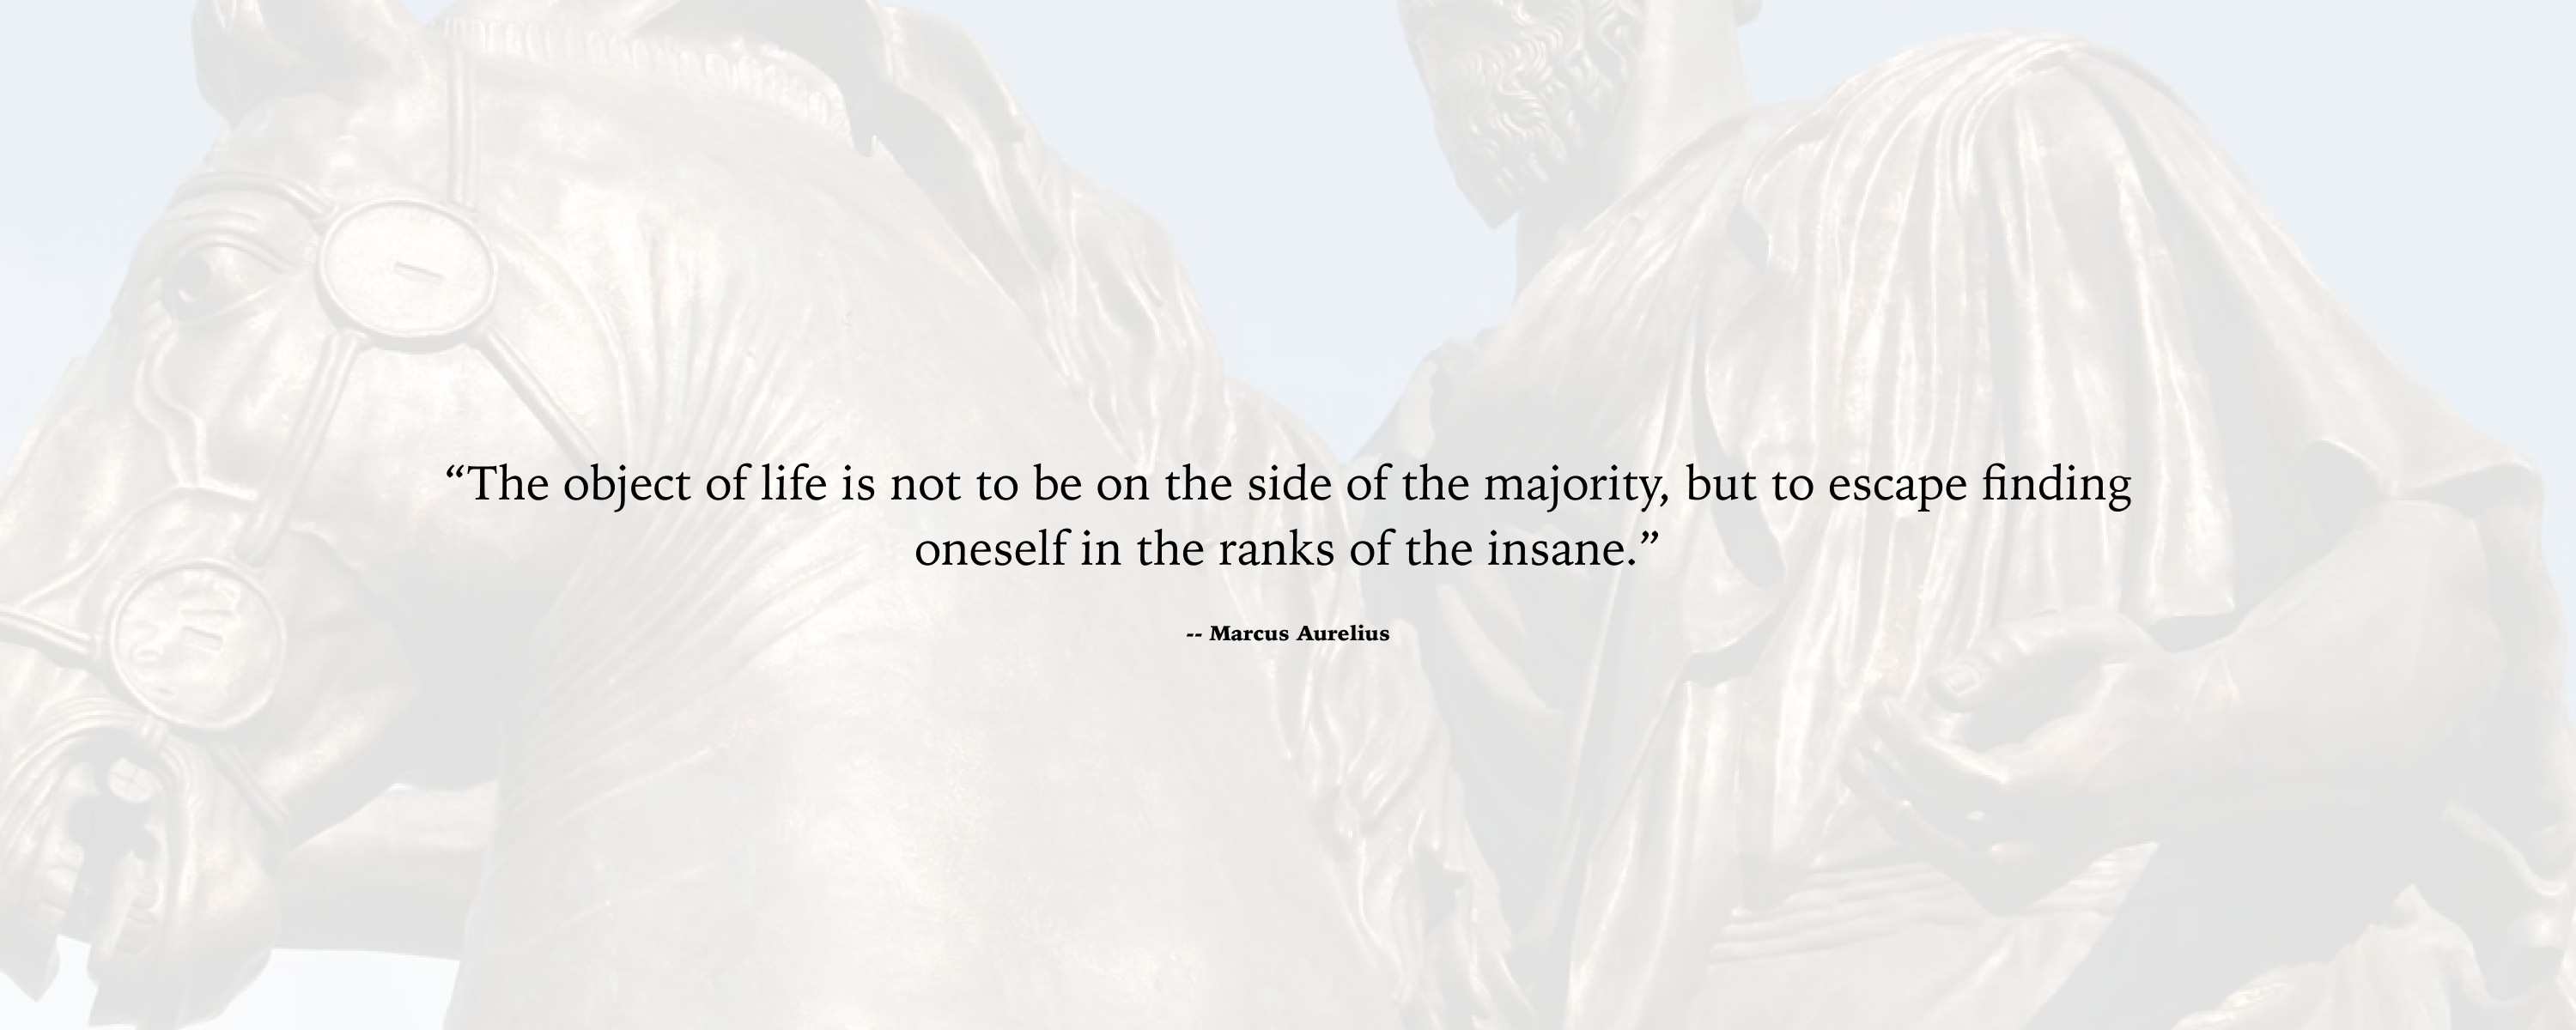 “The object of life is not to be on the side of the majority, but to escape finding
oneself in the ranks of the insane.”
-- Marcus Aurelius